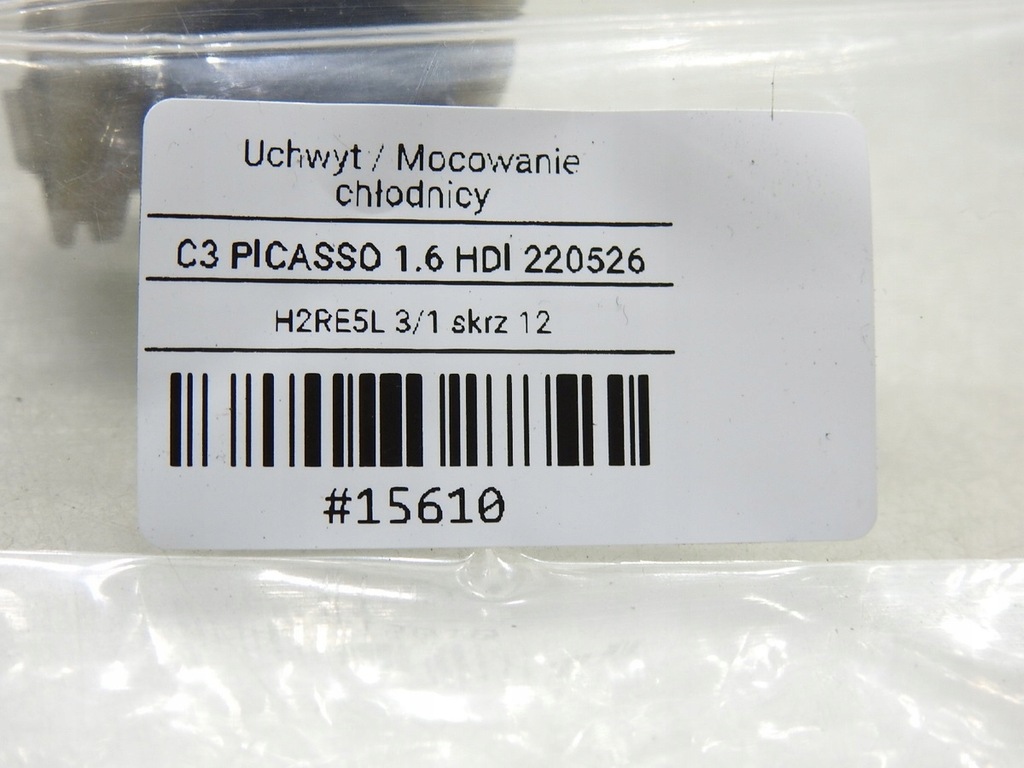 Uchwyt / Mocowanie
chłodnicy
C3 PICASSO 1.6 HDI 220526
H2RE5L 3/1 skrz 12
#15610